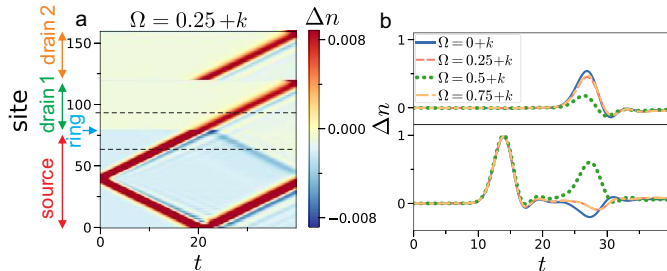 a
Ω = 0.25+k
Δn
0.008
0.000
−0.008
site
source
ring
drain 1
drain 2
150
100
50
0
0
20
t
b
Ω = 0+k
Ω = 0.25+k
Ω = 0.5+k
Ω = 0.75+k
Δn
1
0
1
0
0
10
20
30
t